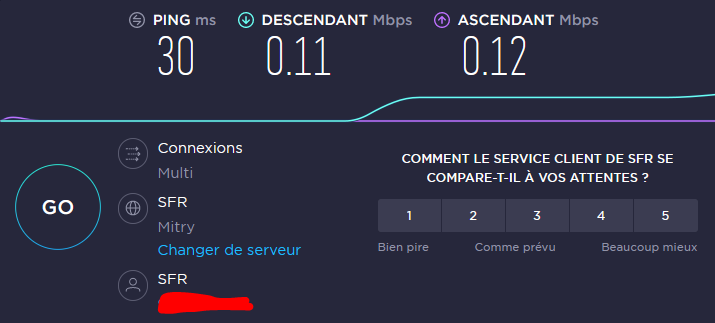 PING ms DESCENDANT Mbps ASCENDANT Mbps
30 0.11 0.12
Connexions
Multi
SFR
Mitry
Changer de serveur
SFR
GO
COMMENT LE SERVICE CLIENT DE SFR SE
COMPARE-T-IL À VOS ATTENTES ?
1 2 3 4 5
Bien pire Comme prévu Beaucoup mieux